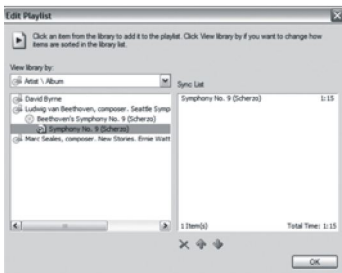 Edit Playlist
Click an item from the library to add it to the playlist. Click View library by if you want to change how
items are sorted in the library list.
View library by:
Artist \ Album
Sync List
David Byrne
Ludwig van Beethoven, composer. Seattle Symp
Beethoven's Symphony No. 9 (Scherzo)
Symphony No. 9 (Scherzo)
Marc Seales, composer. New Stories. Ernie Watt
Symphony No. 9 (Scherzo) 1:15
1 Item(s) Total Time: 1:15
OK